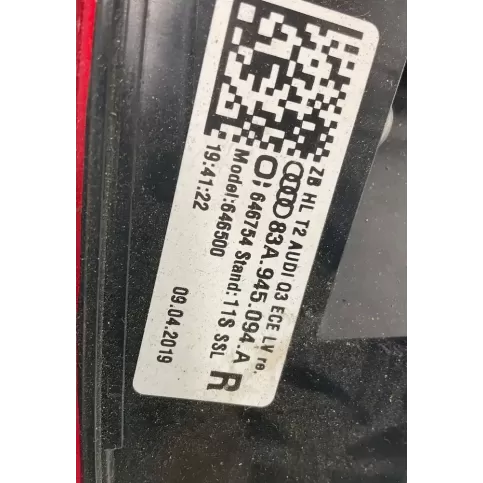 ZB HL T2 AUDI Q3 ECE LV re.
83A.945.094.A
646754 Stand:11S SSL R
Model:646500
19:41:22 09.04.2019